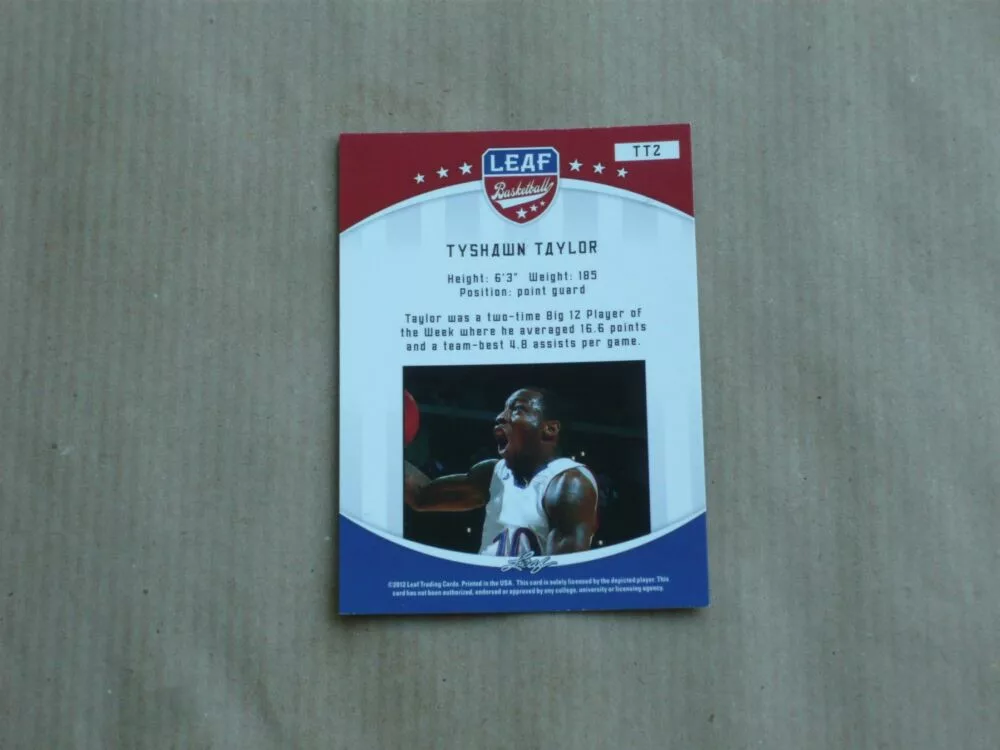 TT2
LEAF
Basketball
TYSHAWN TAYLOR
Height: 6'3" Weight: 185
Position: point guard
Taylor was a two-time Big 12 Player of
the Week where he averaged 16.6 points
and a team-best 4.8 assists per game.
10
Leaf
©2012 Leaf Trading Cards. Printed in the USA. This card is solely licensed by the depicted player. This
card has not been authorized, endorsed or approved by any college, university or licensing agency.